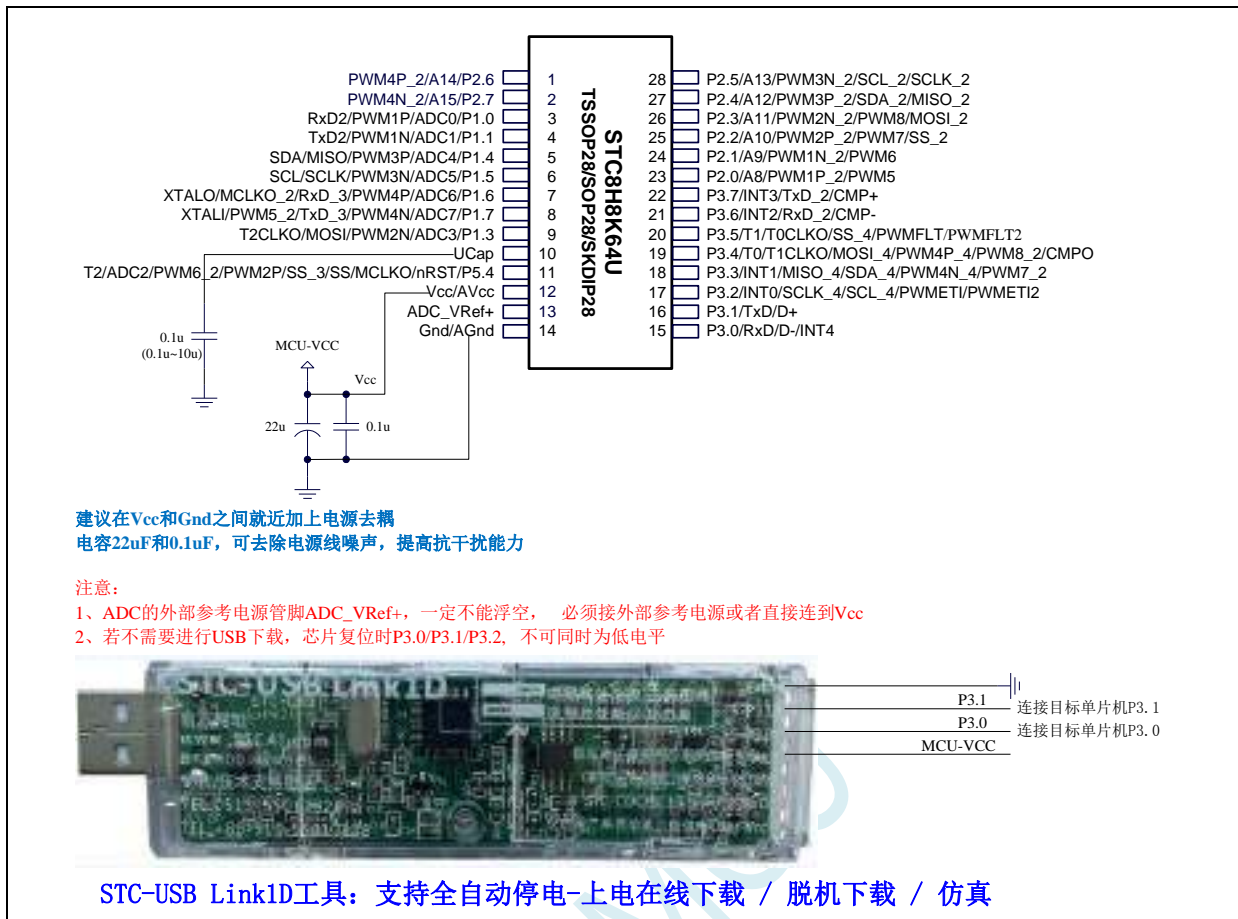 PWM4P_2/A14/P2.6 1
PWM4N_2/A15/P2.7 2
RxD2/PWM1P/ADC0/P1.0 3
TxD2/PWM1N/ADC1/P1.1 4
SDA/MISO/PWM3P/ADC4/P1.4 5
SCL/SCLK/PWM3N/ADC5/P1.5 6
XTALO/MCLKO_2/RxD_3/PWM4P/ADC6/P1.6 7
XTALI/PWM5_2/TxD_3/PWM4N/ADC7/P1.7 8
T2CLKO/MOSI/PWM2N/ADC3/P1.3 9
UCap 10
T2/ADC2/PWM6_2/PWM2P/SS_3/SS/MCLKO/nRST/P5.4 11
Vcc/AVcc 12
ADC_VRef+ 13
Gnd/AGnd 14
TSSOP28/SOP28/SKDIP28
STC8H8K64U
28 P2.5/A13/PWM3N_2/SCL_2/SCLK_2
27 P2.4/A12/PWM3P_2/SDA_2/MISO_2
26 P2.3/A11/PWM2N_2/PWM8/MOSI_2
25 P2.2/A10/PWM2P_2/PWM7/SS_2
24 P2.1/A9/PWM1N_2/PWM6
23 P2.0/A8/PWM1P_2/PWM5
22 P3.7/INT3/TxD_2/CMP+
21 P3.6/INT2/RxD_2/CMP-
20 P3.5/T1/T0CLKO/SS_4/PWMFLT/PWMFLT2
19 P3.4/T0/T1CLKO/MOSI_4/PWM4P_4/PWM8_2/CMPO
18 P3.3/INT1/MISO_4/SDA_4/PWM4N_4/PWM7_2
17 P3.2/INT0/SCLK_4/SCL_4/PWMETI/PWMETI2
16 P3.1/TxD/D+
15 P3.0/RxD/D-/INT4
0.1u
(0.1u~10u)
MCU-VCC
Vcc
22u
0.1u
建议在Vcc和Gnd之间就近加上电源去耦
电容22uF和0.1uF，可去除电源线噪声，提高抗干扰能力
注意：
1、ADC的外部参考电源管脚ADC_VRef+，一定不能浮空， 必须接外部参考电源或者直接连到Vcc
2、若不需要进行USB下载，芯片复位时P3.0/P3.1/P3.2, 不可同时为低电平
STC-USB Link1D
P3.1 连接目标单片机P3.1
P3.0 连接目标单片机P3.0
MCU-VCC
STC-USB Link1D工具: 支持全自动停电-上电在线下载 / 脱机下载 / 仿真